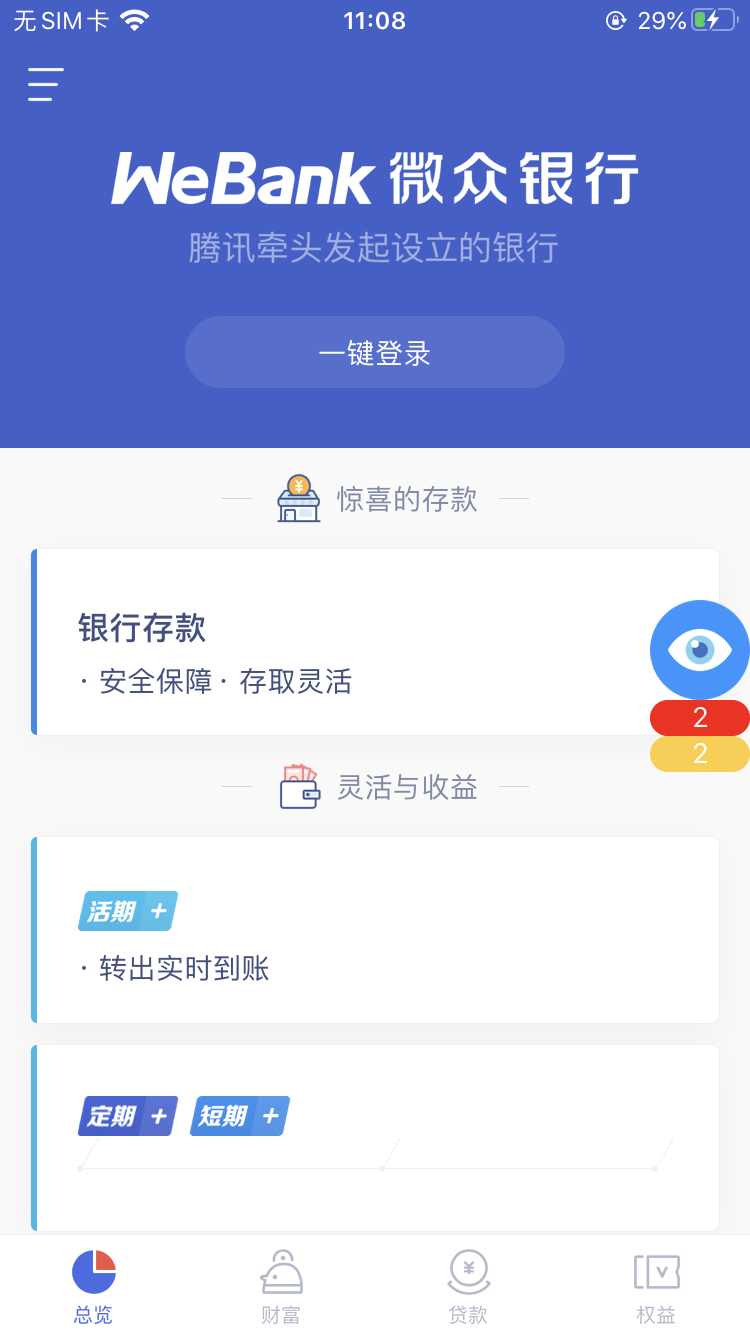 无SIM卡 11:08 29%
WeBank 微众银行
腾讯牵头发起设立的银行
一键登录
惊喜的存款
银行存款
· 安全保障 · 存取灵活
2
2
灵活与收益
活期 +
· 转出实时到账
定期 + 短期 +
总览 财富 贷款 权益